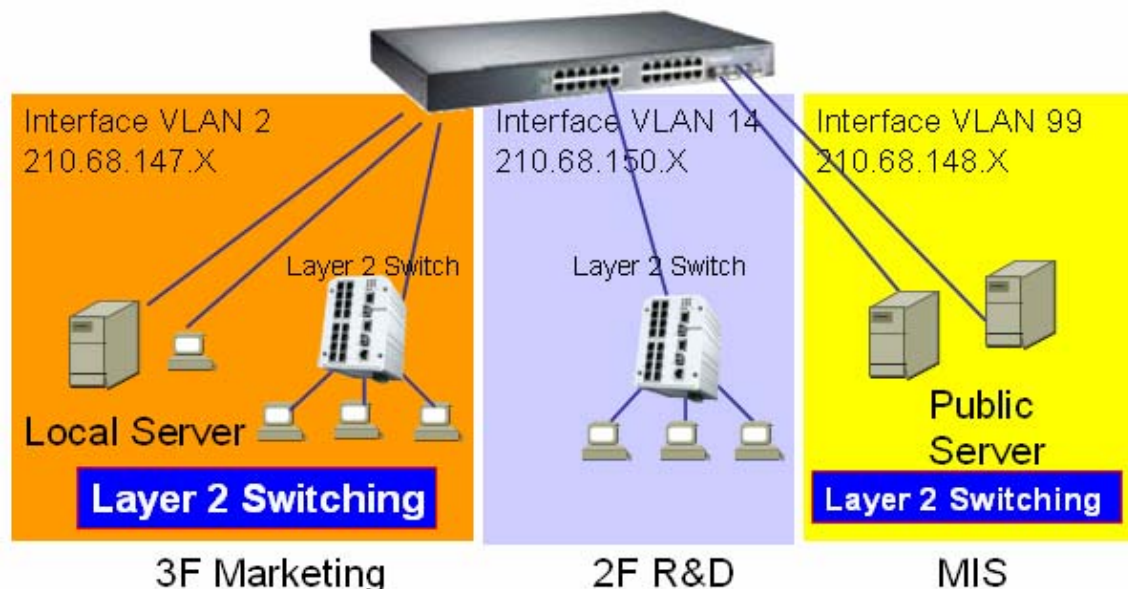 Interface VLAN 2
210.68.147.X
Layer 2 Switch
Local Server
Layer 2 Switching
3F Marketing
Interface VLAN 14
210.68.150.X
Layer 2 Switch
2F R&D
Interface VLAN 99
210.68.148.X
Public
Server
Layer 2 Switching
MIS